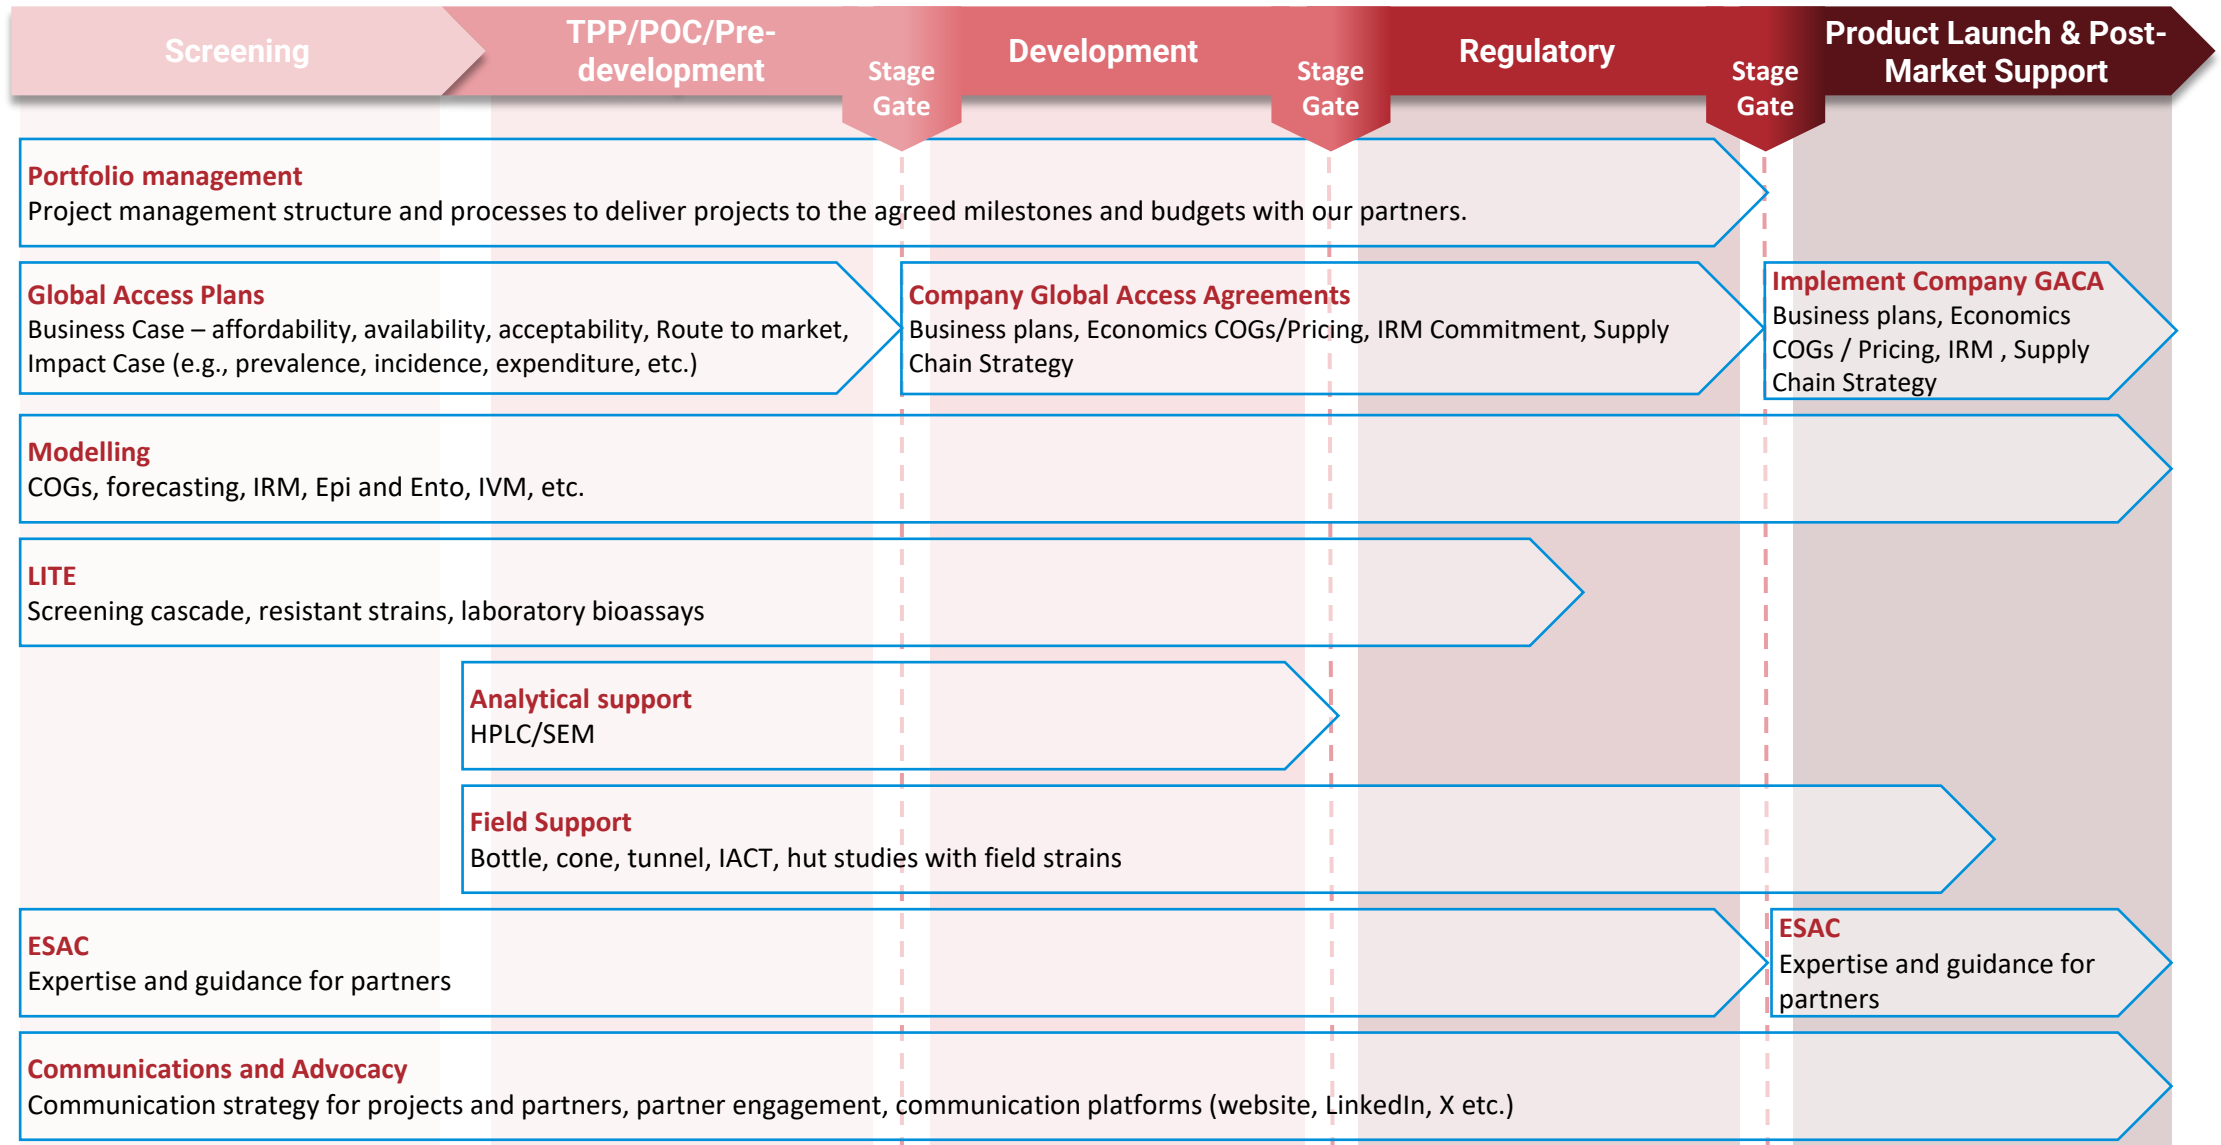 Screening
TPP/POC/Pre-
development
Stage
Gate
Development
Stage
Gate
Regulatory
Stage
Gate
Product Launch & Post-
Market Support
Portfolio management
Project management structure and processes to deliver projects to the agreed milestones and budgets with our partners.
Global Access Plans
Business Case – affordability, availability, acceptability, Route to market,
Impact Case (e.g., prevalence, incidence, expenditure, etc.)
Company Global Access Agreements
Business plans, Economics COGs/Pricing, IRM Commitment, Supply
Chain Strategy
Implement Company GACA
Business plans, Economics
COGs / Pricing, IRM , Supply
Chain Strategy
Modelling
COGs, forecasting, IRM, Epi and Ento, IVM, etc.
LITE
Screening cascade, resistant strains, laboratory bioassays
Analytical support
HPLC/SEM
Field Support
Bottle, cone, tunnel, IACT, hut studies with field strains
ESAC
Expertise and guidance for partners
ESAC
Expertise and guidance for
partners
Communications and Advocacy
Communication strategy for projects and partners, partner engagement, communication platforms (website, LinkedIn, X etc.)